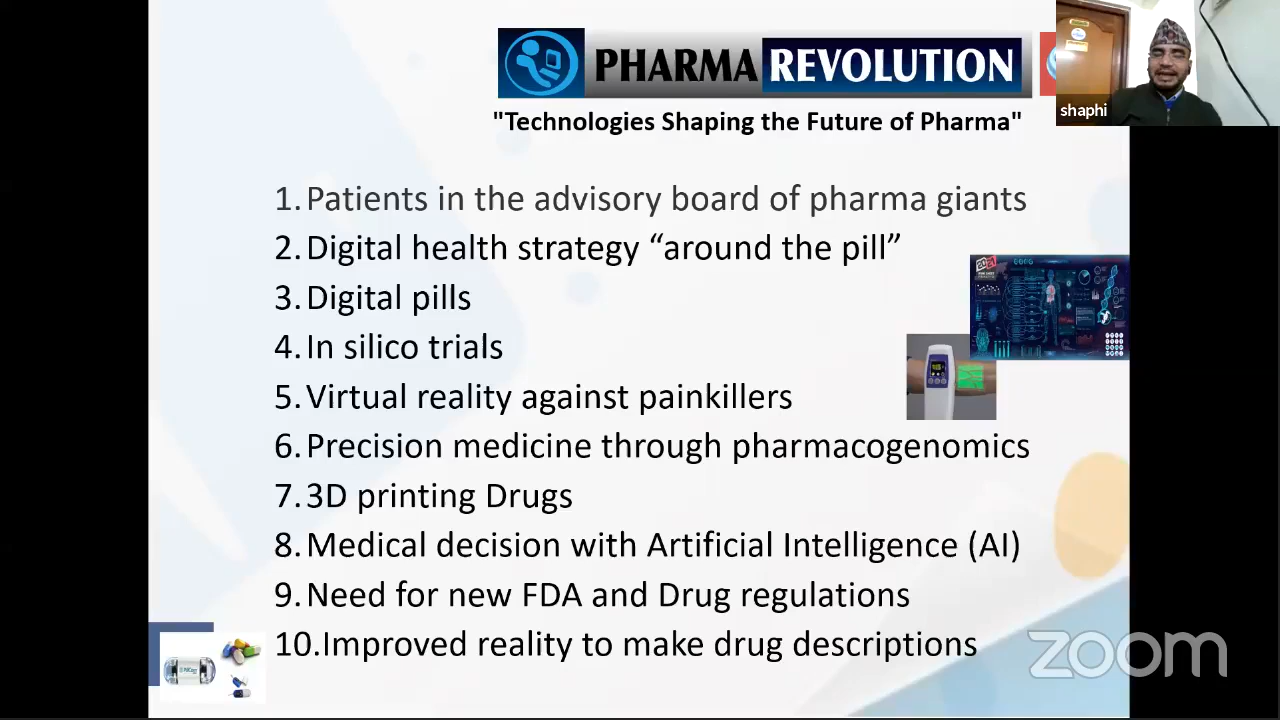 PHARMA REVOLUTION
"Technologies Shaping the Future of Pharma"
shaphi
1. Patients in the advisory board of pharma giants
2. Digital health strategy “around the pill”
3. Digital pills
4. In silico trials
5. Virtual reality against painkillers
6. Precision medicine through pharmacogenomics
7. 3D printing Drugs
8. Medical decision with Artificial Intelligence (AI)
9. Need for new FDA and Drug regulations
10. Improved reality to make drug descriptions
zoom